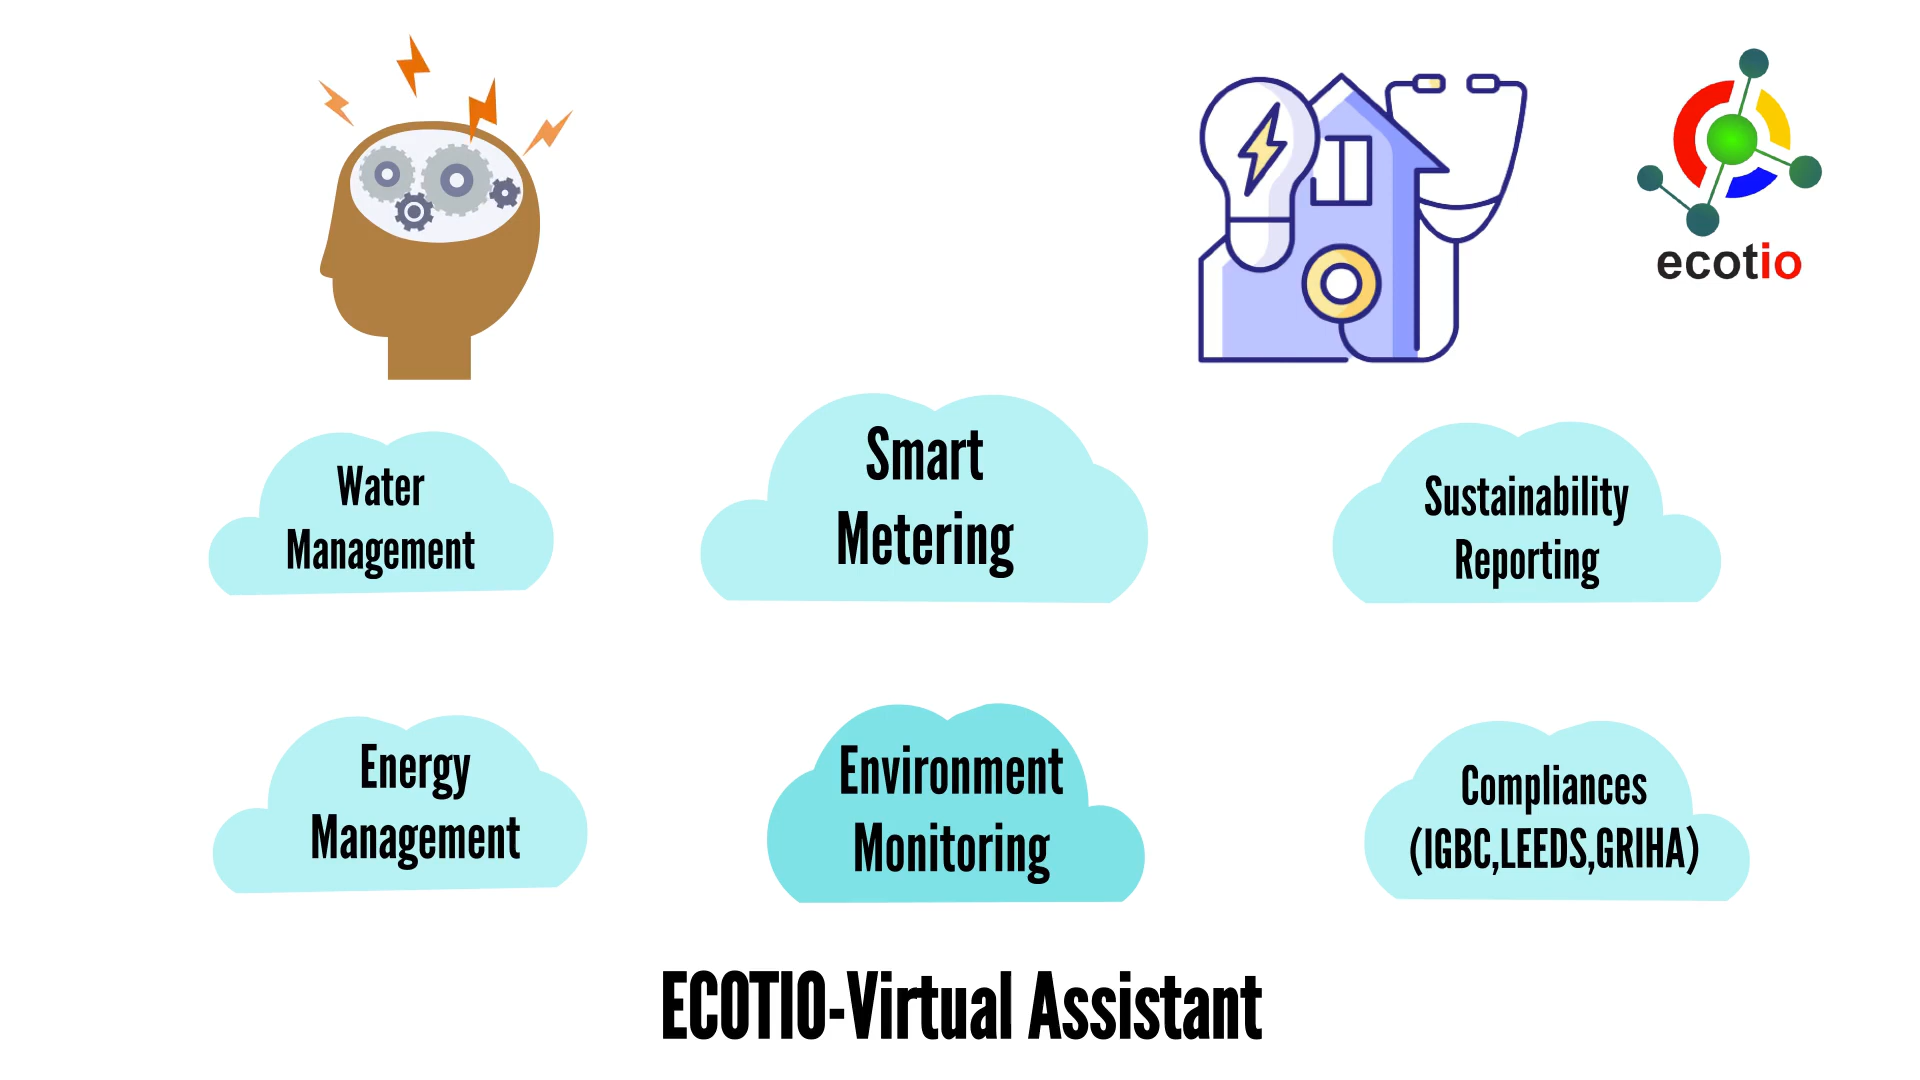 ecotio
Water
Management
Smart
Metering
Sustainability
Reporting
Energy
Management
Environment
Monitoring
Compliances
(IGBC,LEEDS,GRIHA)
ECOTIO-Virtual Assistant